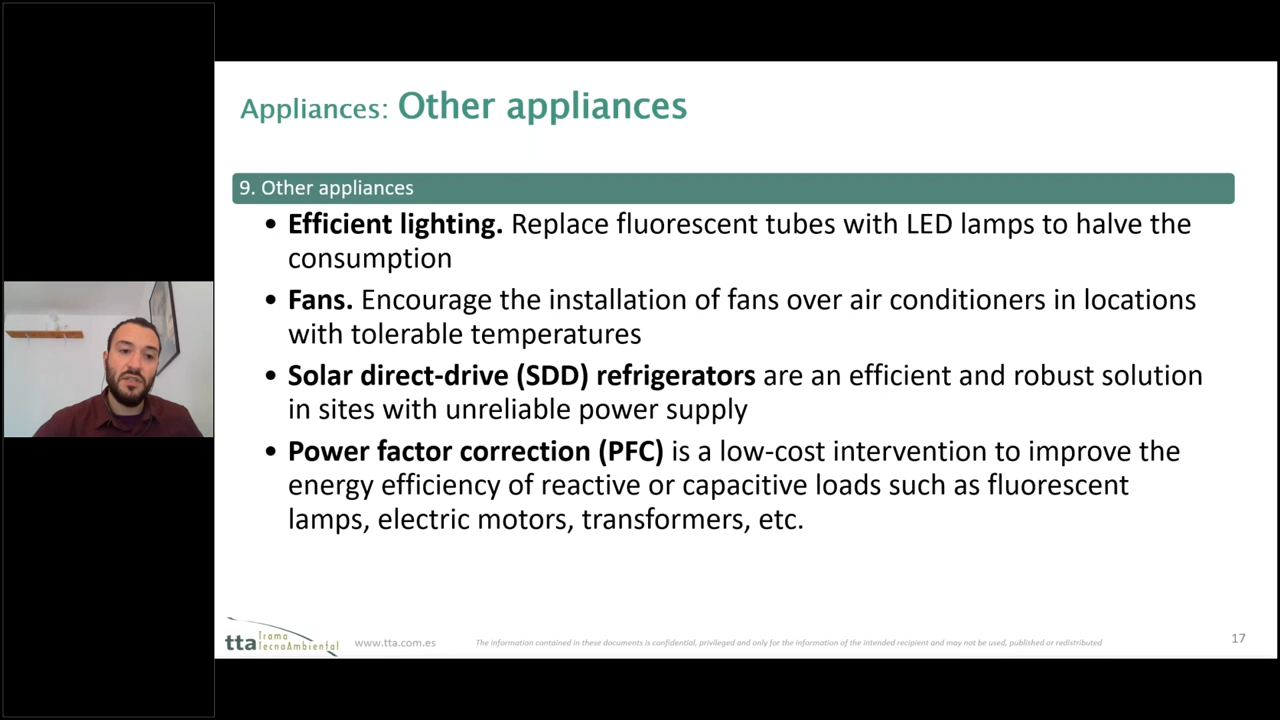 Appliances: Other appliances
9. Other appliances
• Efficient lighting. Replace fluorescent tubes with LED lamps to halve the
consumption
• Fans. Encourage the installation of fans over air conditioners in locations
with tolerable temperatures
• Solar direct-drive (SDD) refrigerators are an efficient and robust solution
in sites with unreliable power supply
• Power factor correction (PFC) is a low-cost intervention to improve the
energy efficiency of reactive or capacitive loads such as fluorescent
lamps, electric motors, transformers, etc.
tta Trama
TecnoAmbiental
www.tta.com.es
The information contained in these documents is confidential, privileged and only for the information of the intended recipient and may not be used, published or redistributed
17